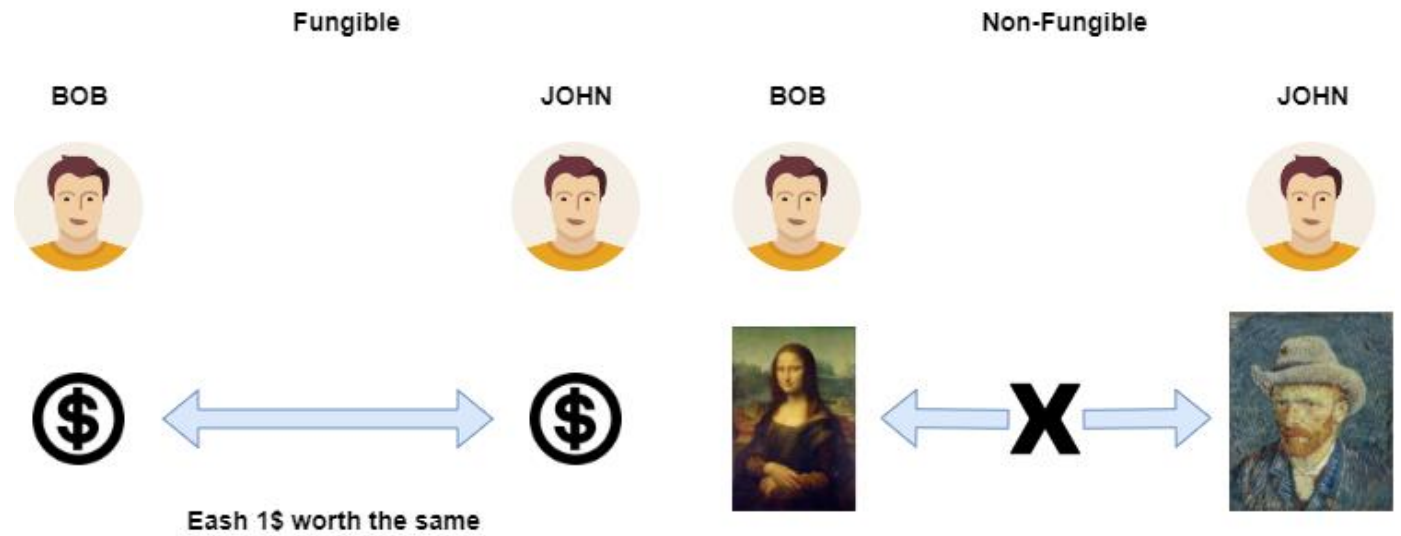 Fungible
Non-Fungible
BOB
JOHN
BOB
JOHN
$
$
X
Eash 1$ worth the same